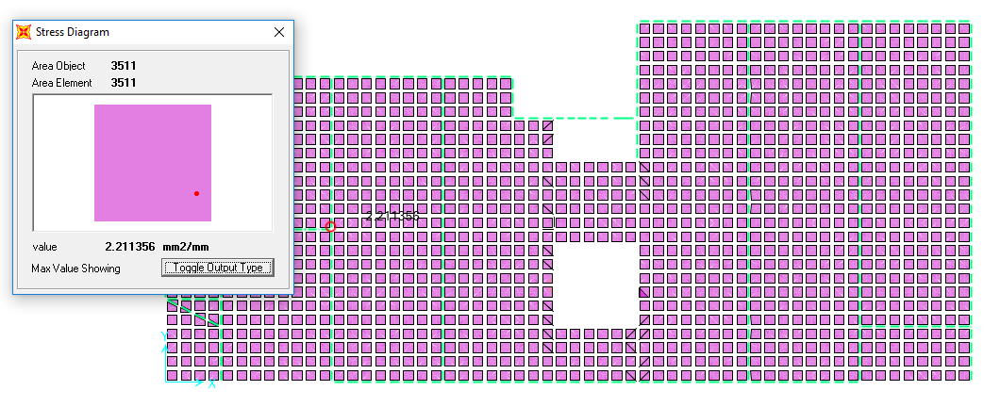 Stress Diagram
Area Object 3511
Area Element 3511
value 2.211356 mm2/mm
Max Value Showing Toggle Output Type
2.211356
Y
X